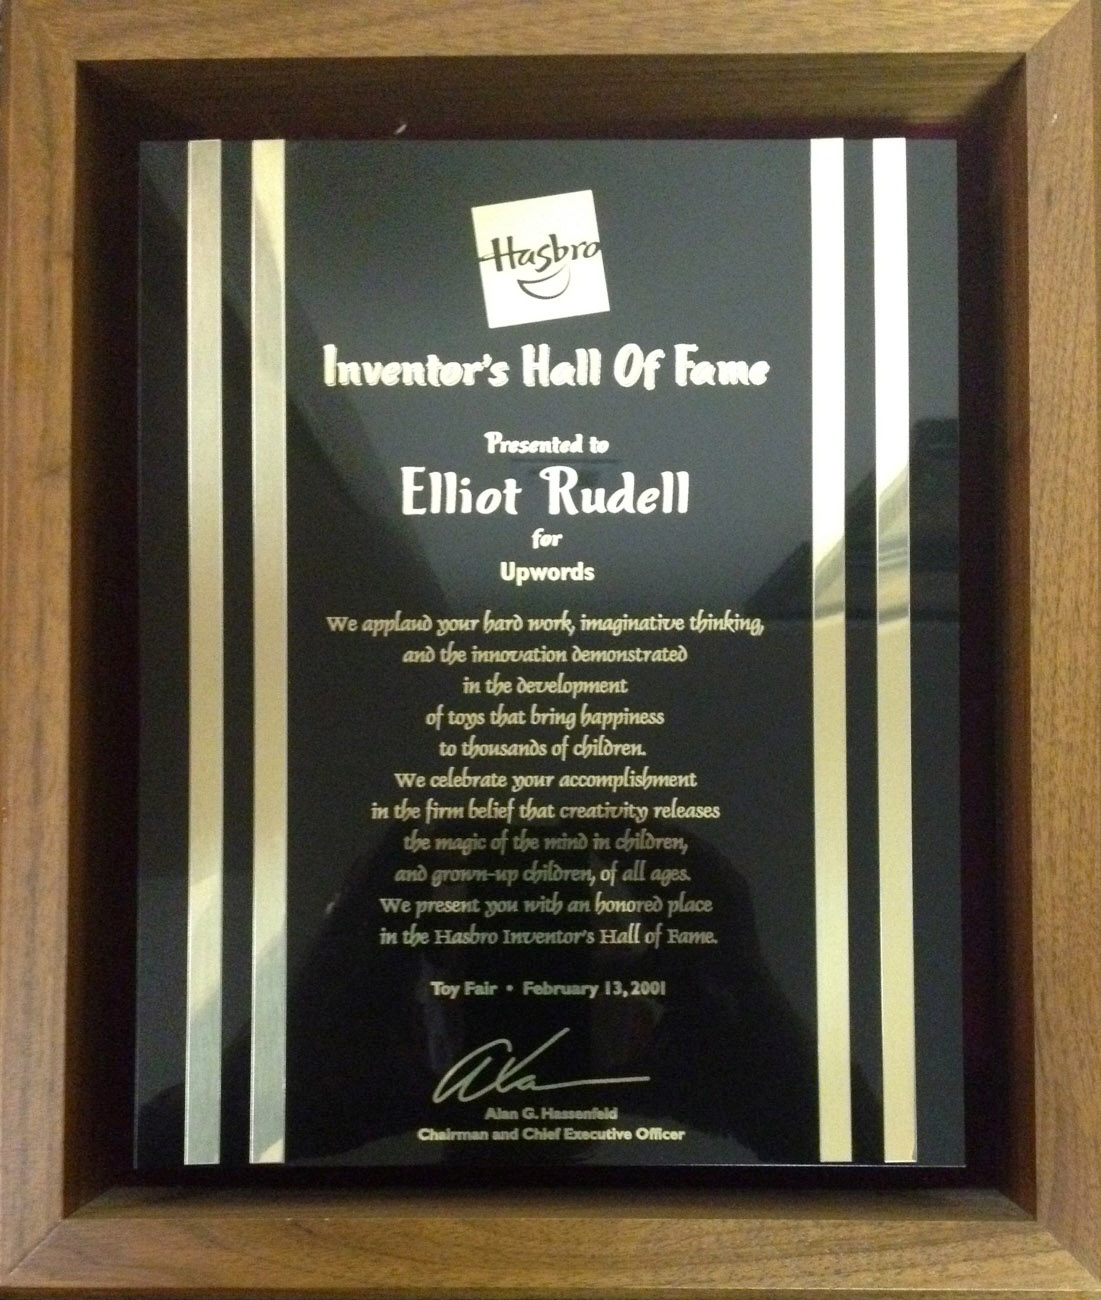 Hasbro
Inventor's Hall Of Fame
Presented to
Elliot Rudell
for
Upwords
We applaud your hard work, imaginative thinking,
and the innovation demonstrated
in the development
of toys that bring happiness
to thousands of children.
We celebrate your accomplishment
in the firm belief that creativity releases
the magic of the mind in children,
and grown-up children, of all ages.
We present you with an honored place
in the Hasbro Inventor's Hall of Fame.
Toy Fair • February 13, 2001
Alan G. Hassenfeld
Chairman and Chief Executive Officer